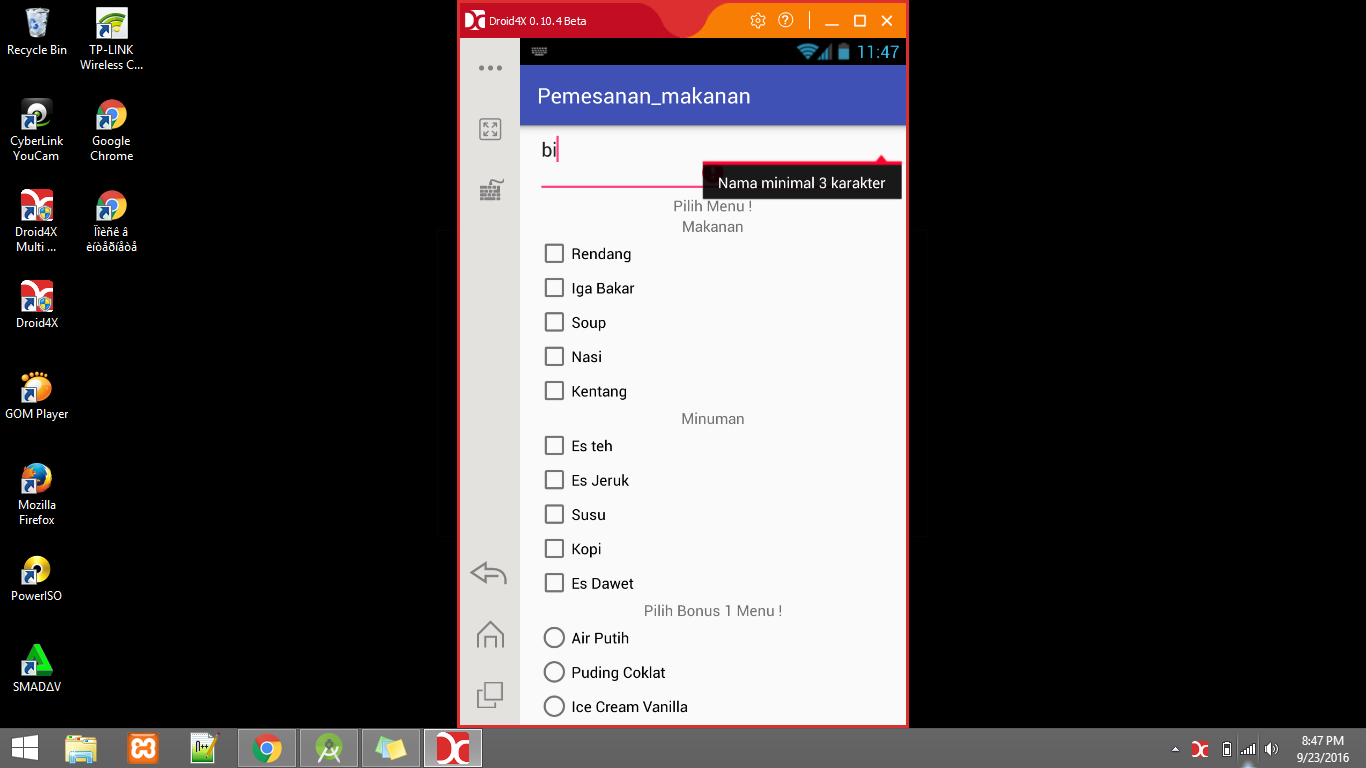 Recycle Bin
TP-LINK
Wireless C...
CyberLink
YouCam
Google
Chrome
Droid4X
Multi ...
Ïîèñê â
èíòåðíåòå
Droid4X
GOM Player
Mozilla
Firefox
PowerISO
SMADΔV
Droid4X 0.10.4 Beta
11:47
Pemesanan_makanan
bi
Nama minimal 3 karakter
Pilih Menu !
Makanan
Rendang
Iga Bakar
Soup
Nasi
Kentang
Minuman
Es teh
Es Jeruk
Susu
Kopi
Es Dawet
Pilih Bonus 1 Menu !
Air Putih
Puding Coklat
Ice Cream Vanilla
8:47 PM
9/23/2016